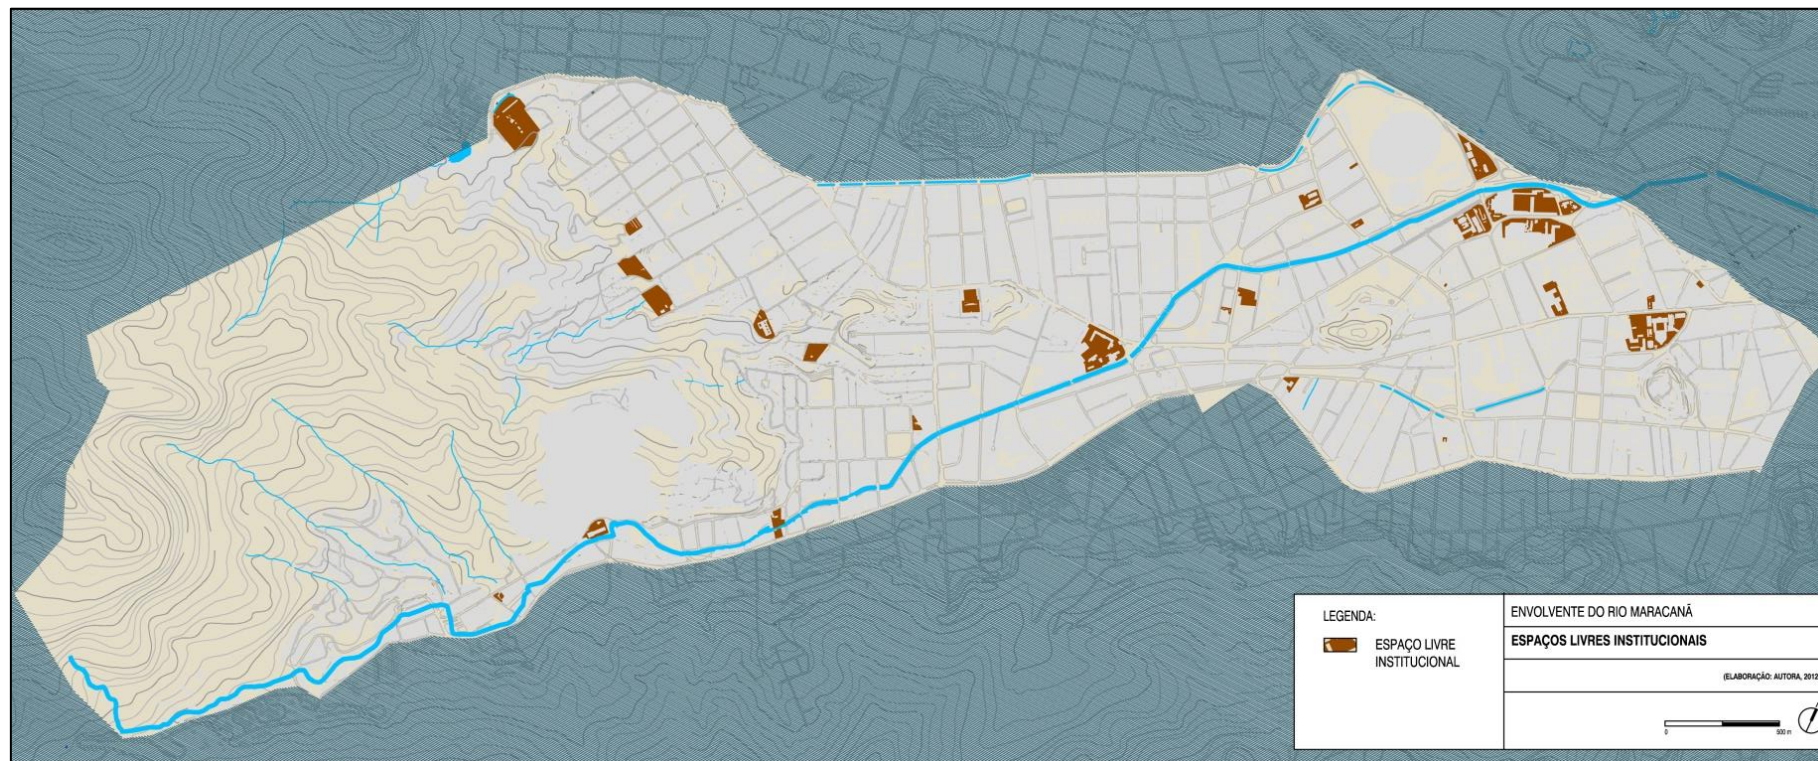 LEGENDA:
ESPAÇO LIVRE
INSTITUCIONAL
ENVOLVENTE DO RIO MARACANÃ
ESPAÇOS LIVRES INSTITUCIONAIS
(ELABORAÇÃO: AUTORA, 2012
0
500 m